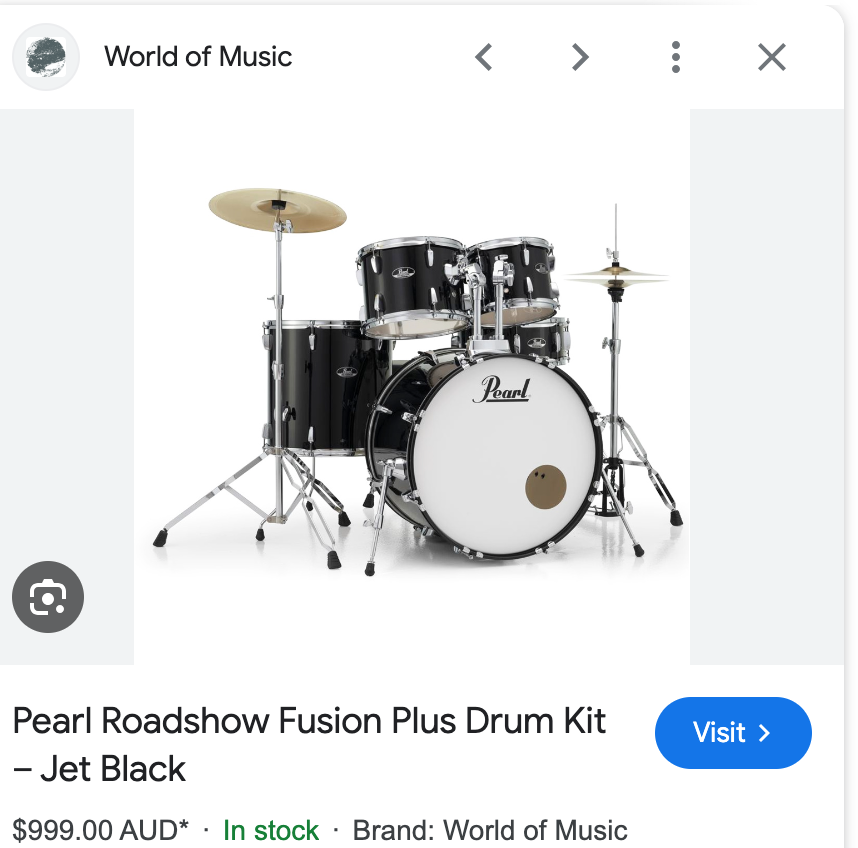 World of Music
Pearl
Pearl
Pearl
Pearl
Pearl
Pearl Roadshow Fusion Plus Drum Kit
– Jet Black
Visit
$999.00 AUD* · In stock · Brand: World of Music